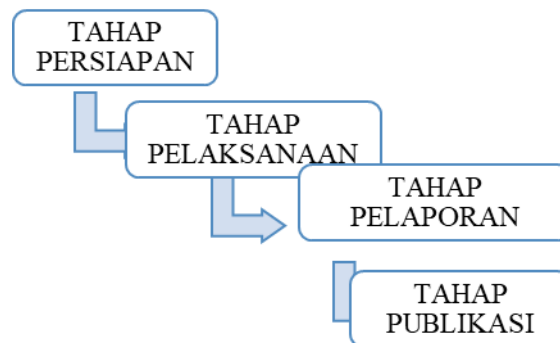 TAHAP
PERSIAPAN
TAHAP
PELAKSANAAN
TAHAP
PELAPORAN
TAHAP
PUBLIKASI